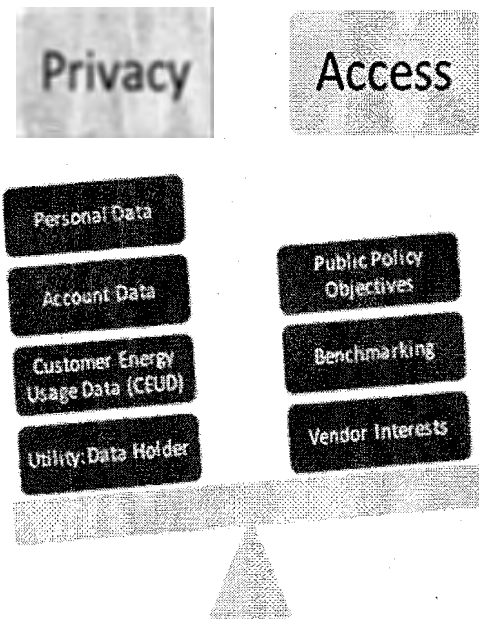 Privacy
Access
Personal Data
Account Data
Customer Energy
Usage Data (CEUD)
Utility: Data Holder
Public Policy
Objectives
Benchmarking
Vendor Interests